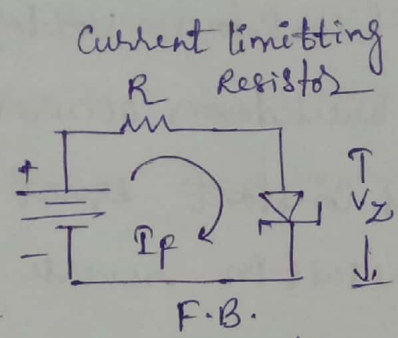 Current limitting
Resistor
R
+
-
IF
VZ
F.B.